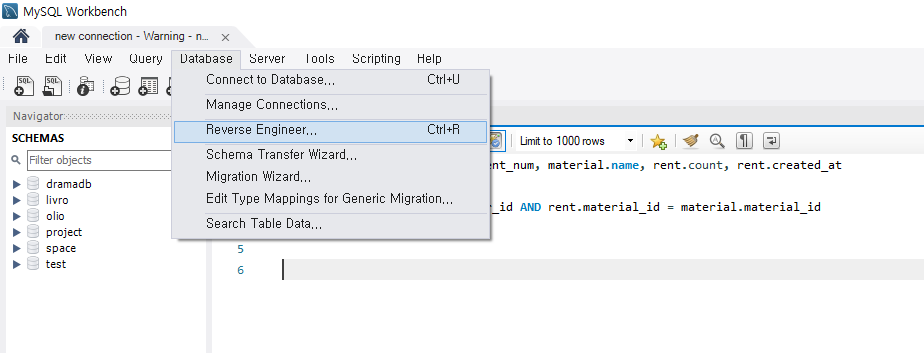 MySQL Workbench
new connection - Warning - n... ×
File Edit View Query Database Server Tools Scripting Help
Connect to Database... Ctrl+U
Manage Connections...
Reverse Engineer... Ctrl+R
Schema Transfer Wizard...
Migration Wizard...
Edit Type Mappings for Generic Migration...
Search Table Data...
SQL SQL
Navigator
SCHEMAS
Filter objects
dramadb
livro
olio
project
space
test
Limit to 1000 rows
ent_num, material.name, rent.count, rent.created_at
_id AND rent.material_id = material.material_id
5
6